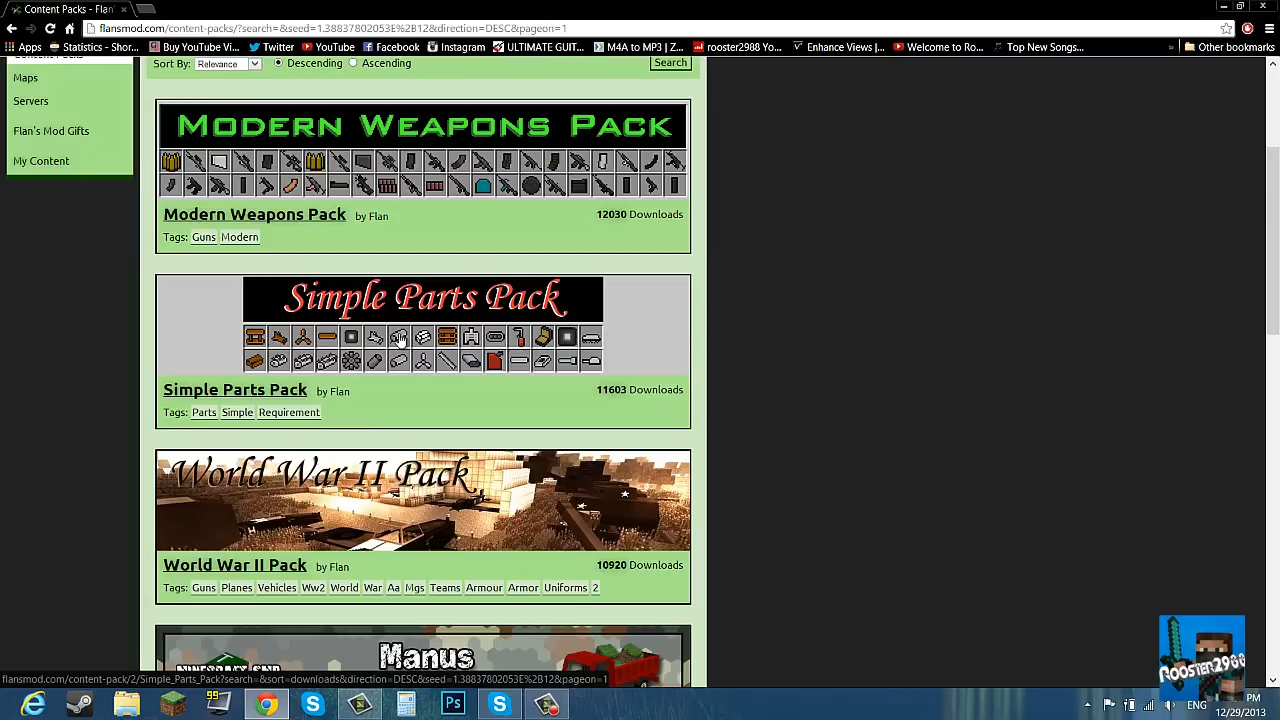 Content Packs - Flan'
flansmod.com/content-packs/?search=&seed=1.38837802053E%2B12&direction=DESC&pageon=1
Apps Statistics - Shor... Buy YouTube Vi... Twitter YouTube Facebook Instagram ULTIMATE GUIT... M4A to MP3 | Z... rooster2988 Yo... Enhance Views |... Welcome to Ro... Top New Songs... » Other bookmarks
Maps
Servers
Flan's Mod Gifts
My Content
Sort By: Relevance Descending Ascending Search
Modern Weapons Pack
Modern Weapons Pack by Flan 12030 Downloads
Tags: Guns Modern
Simple Parts Pack
Simple Parts Pack by Flan 11603 Downloads
Tags: Parts Simple Requirement
World War II Pack
World War II Pack by Flan 10920 Downloads
Tags: Guns Planes Vehicles Ww2 World War Aa Mgs Teams Armour Armor Uniforms 2
Manus
flansmod.com/content-pack/2/Simple_Parts_Pack?search=&sort=downloads&direction=DESC&seed=1.38837802053E%2B12&pageon=1
Rooster2988
99
ENG
PM
12/29/2013